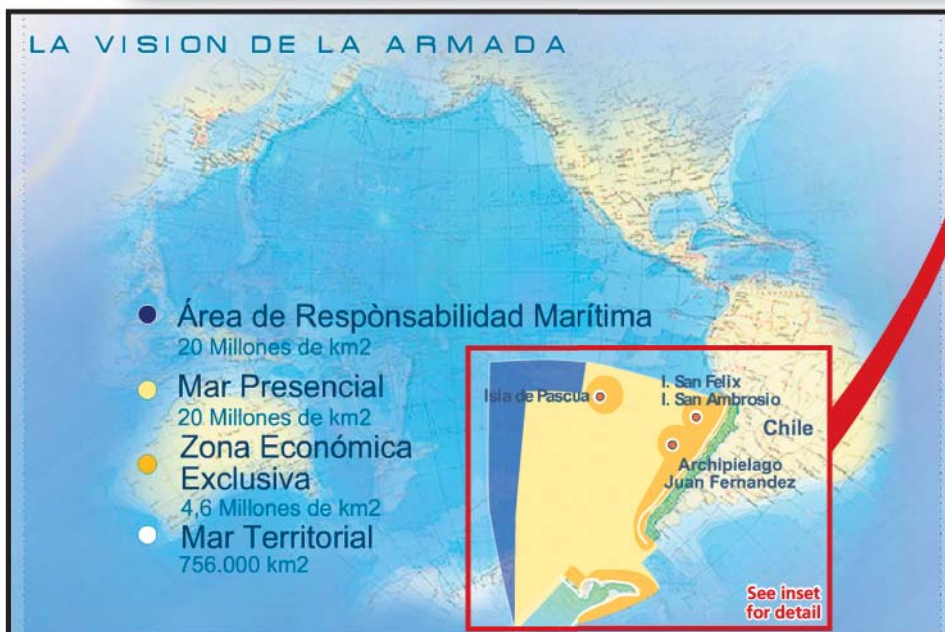 LA VISION DE LA ARMADA
Área de Respònsabilidad Marítima
20 Millones de km2
Mar Presencial
20 Millones de km2
Zona Económica
Exclusiva
4,6 Millones de km2
Mar Territorial
756.000 km2
Isla de Pascua
I. San Felix
I. San Ambrosio
Chile
Archipielago
Juan Fernandez
See inset
for detail